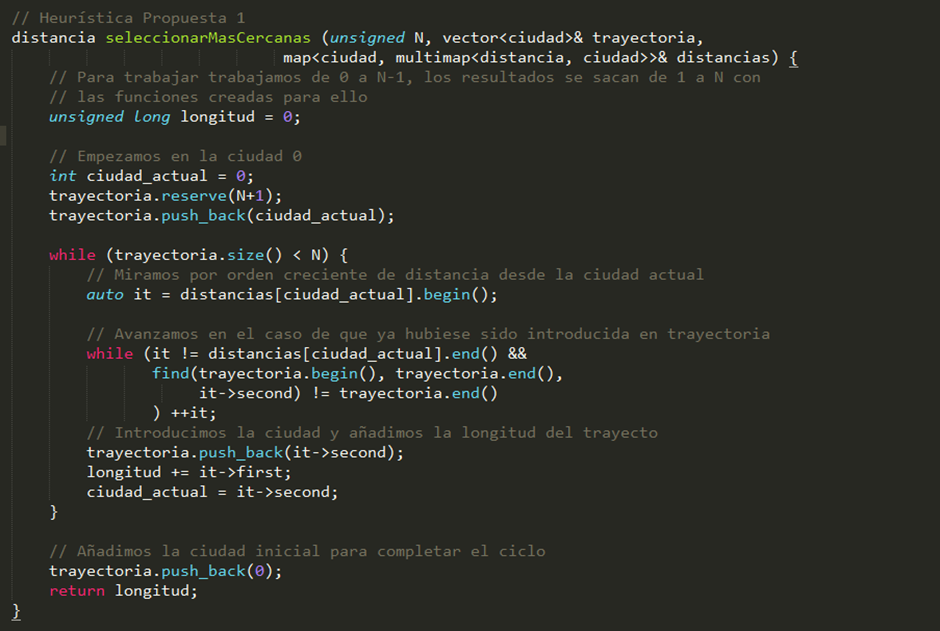 // Heurística Propuesta 1
distancia seleccionarMasCercanas (unsigned N, vector<ciudad>& trayectoria,
map<ciudad, multimap<distancia, ciudad>>& distancias) {
// Para trabajar trabajamos de 0 a N-1, los resultados se sacan de 1 a N con
// las funciones creadas para ello
unsigned long longitud = 0;
// Empezamos en la ciudad 0
int ciudad_actual = 0;
trayectoria.reserve(N+1);
trayectoria.push_back(ciudad_actual);
while (trayectoria.size() < N) {
// Miramos por orden creciente de distancia desde la ciudad actual
auto it = distancias[ciudad_actual].begin();
// Avanzamos en el caso de que ya hubiese sido introducida en trayectoria
while (it != distancias[ciudad_actual].end() &&
find(trayectoria.begin(), trayectoria.end(),
it->second) != trayectoria.end()
) ++it;
// Introducimos la ciudad y añadimos la longitud del trayecto
trayectoria.push_back(it->second);
longitud += it->first;
ciudad_actual = it->second;
}
// Añadimos la ciudad inicial para completar el ciclo
trayectoria.push_back(0);
return longitud;
}